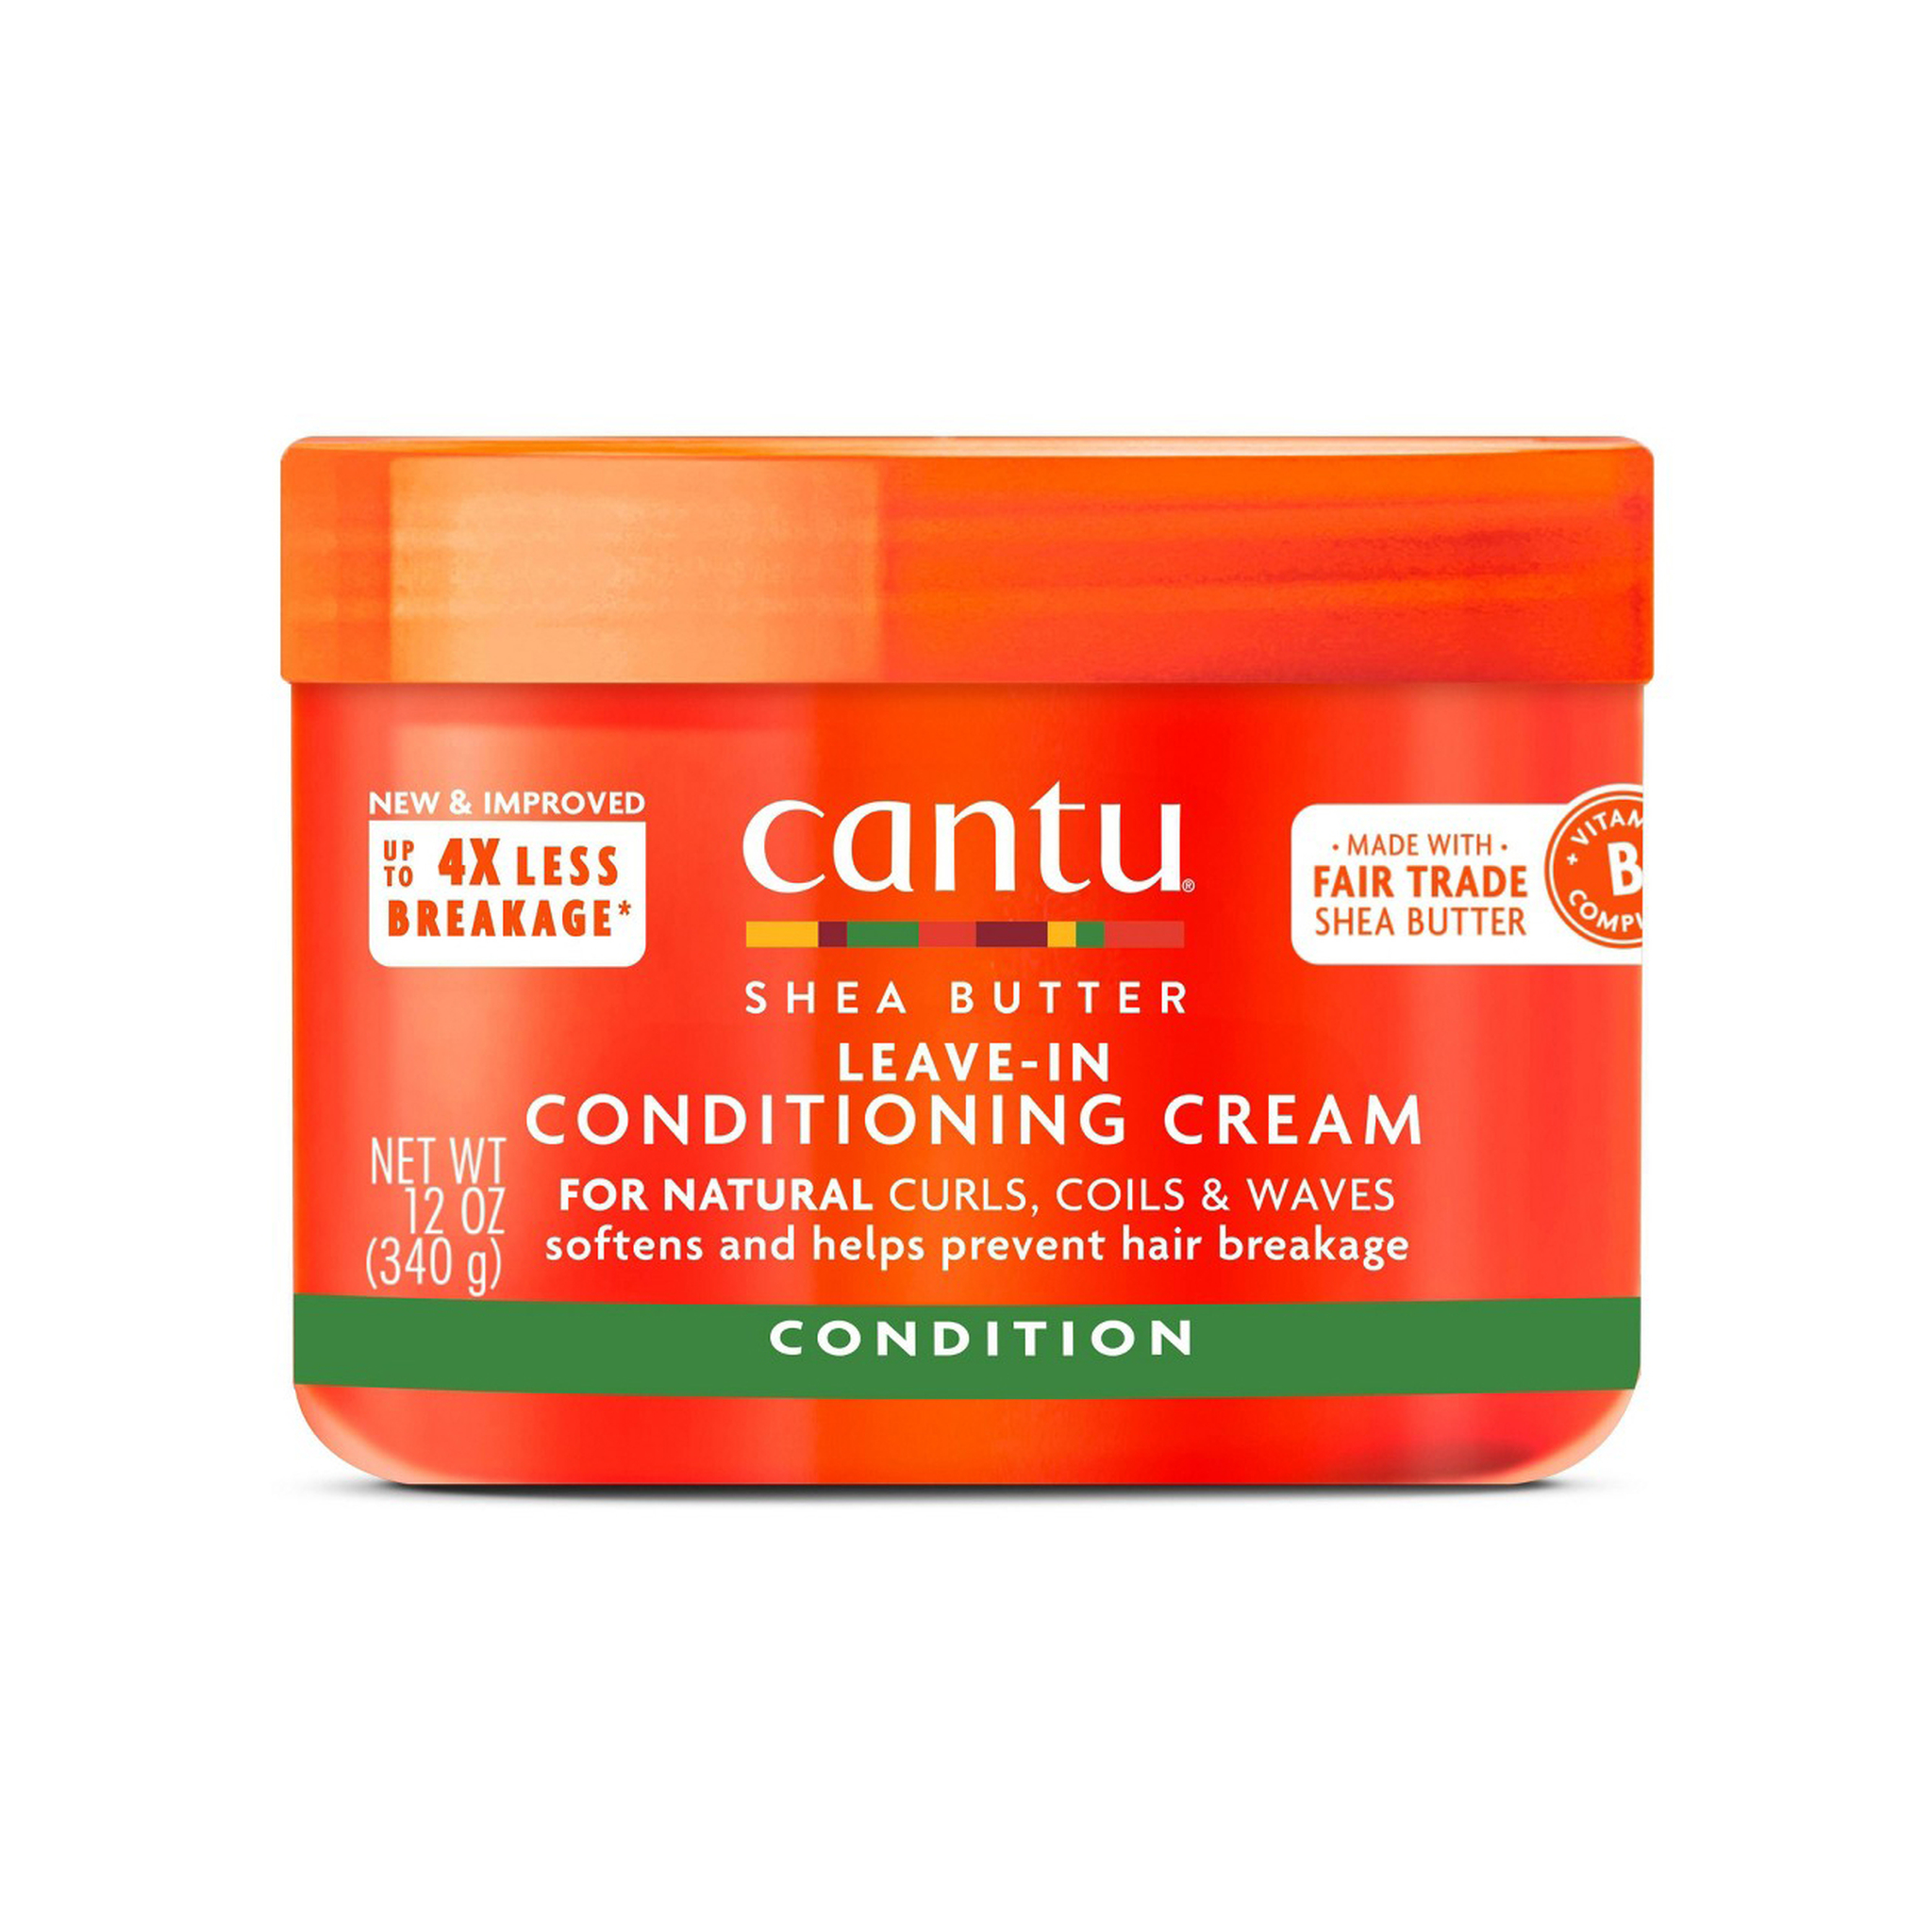 NEW & IMPROVED
UP TO 4X LESS
BREAKAGE*
cantu®
SHEA BUTTER
LEAVE-IN
CONDITIONING CREAM
FOR NATURAL CURLS, COILS & WAVES
softens and helps prevent hair breakage
NET WT
12 OZ
(340 g)
• MADE WITH •
FAIR TRADE
SHEA BUTTER
B
CONDITION